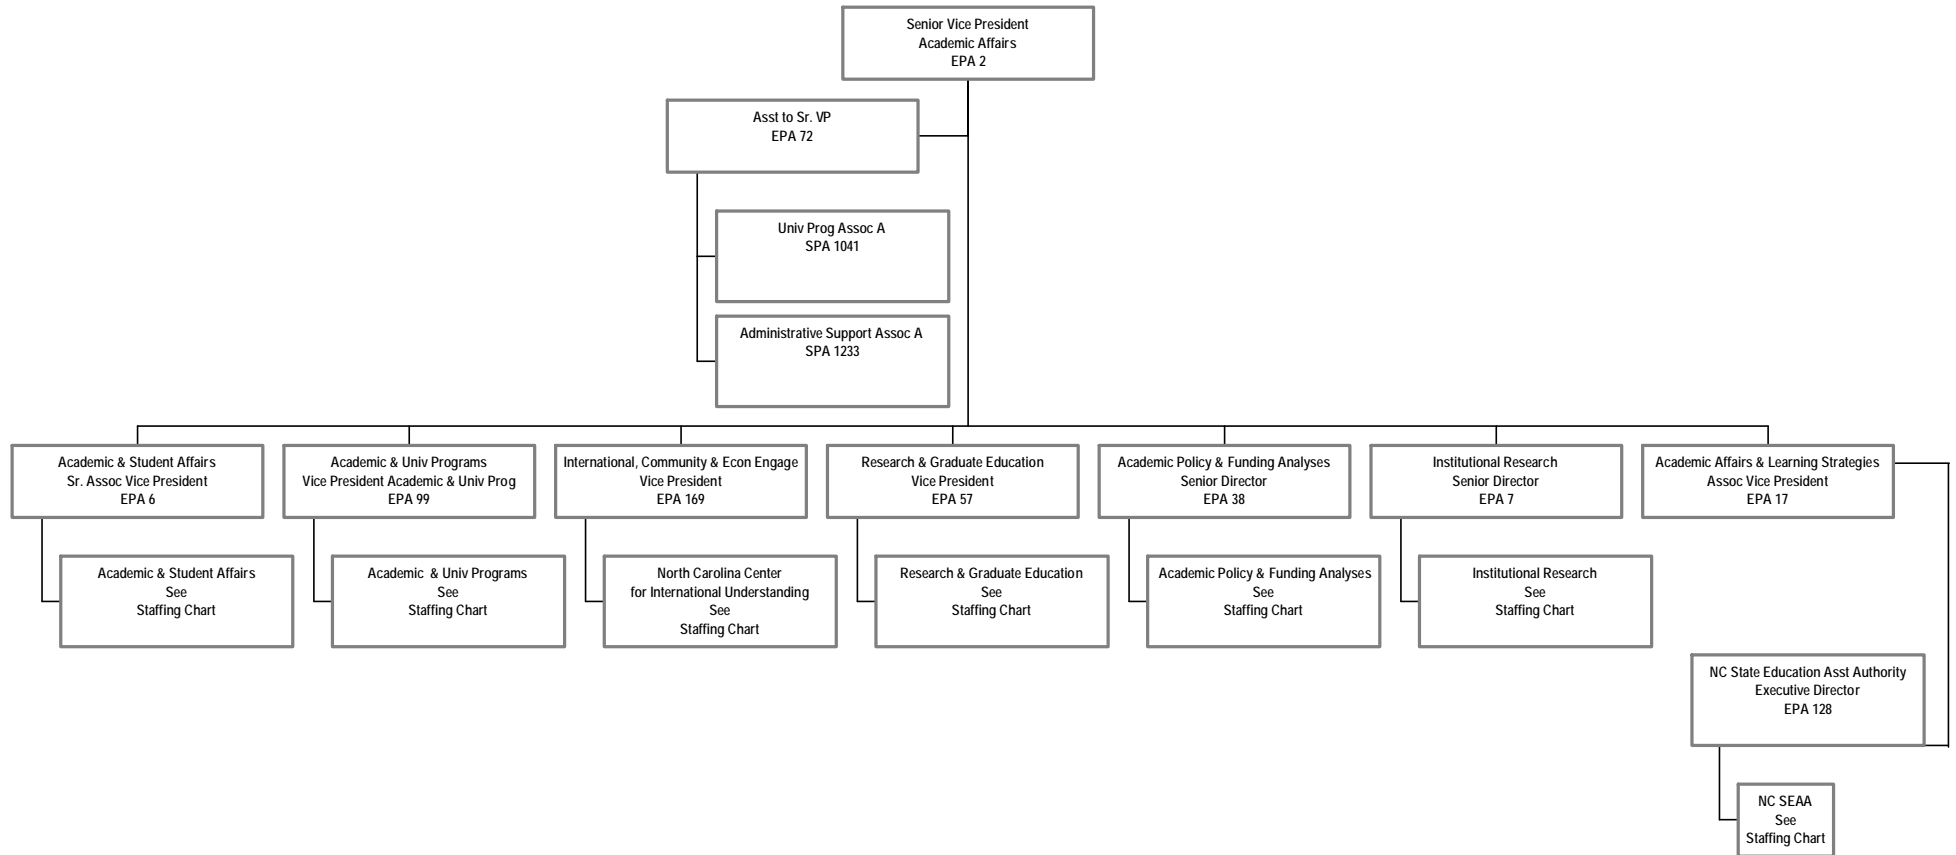 Senior Vice President
Academic Affairs
EPA 2
Asst to Sr. VP
EPA 72
Univ Prog Assoc A
SPA 1041
Administrative Support Assoc A
SPA 1233
Academic & Student Affairs
Sr. Assoc Vice President
EPA 6
Academic & Univ Programs
Vice President Academic & Univ Prog
EPA 99
International, Community & Econ Engage
Vice President
EPA 169
Research & Graduate Education
Vice President
EPA 57
Academic Policy & Funding Analyses
Senior Director
EPA 38
Institutional Research
Senior Director
EPA 7
Academic Affairs & Learning Strategies
Assoc Vice President
EPA 17
Academic & Student Affairs
See
Staffing Chart
Academic & Univ Programs
See
Staffing Chart
North Carolina Center
for International Understanding
See
Staffing Chart
Research & Graduate Education
See
Staffing Chart
Academic Policy & Funding Analyses
See
Staffing Chart
Institutional Research
See
Staffing Chart
NC State Education Asst Authority
Executive Director
EPA 128
NC SEAA
See
Staffing Chart